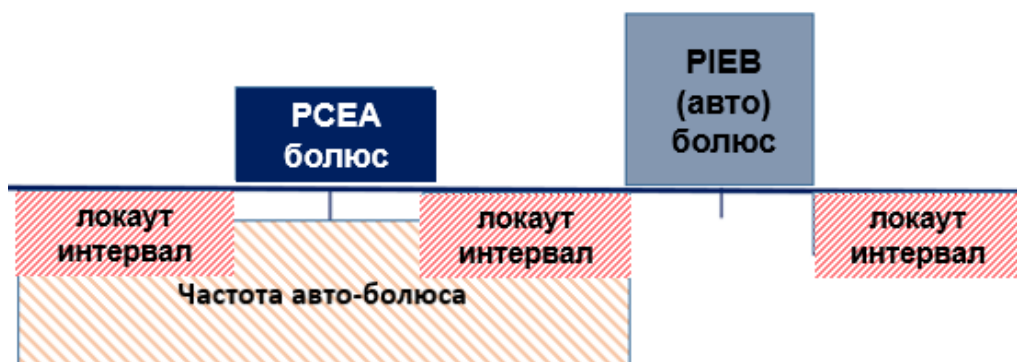 PCEA
болюс
PIEB
(авто)
болюс
локаут
интервал
локаут
интервал
локаут
интервал
Частота авто-болюса